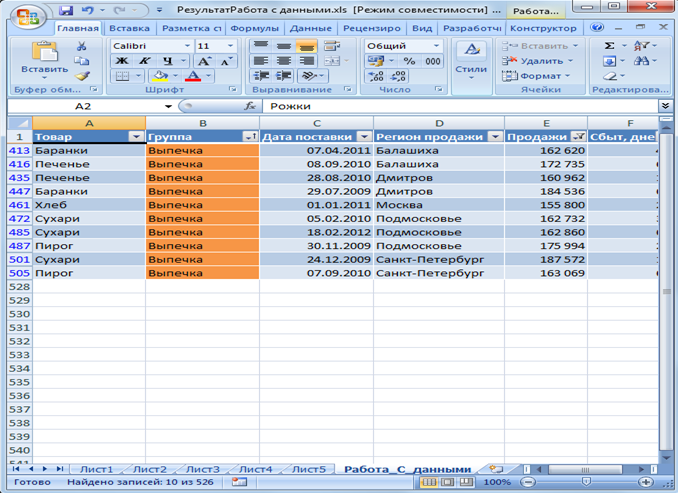 РезультатРабота с данными.xls [Режим совместимости] ... Работа...
Главная Вставка Разметка ст Формулы Данные Рецензиро Вид Разработч Конструктор
Вставить Calibri 11 Общий Стили Вставить
Ж К Ч A A % 000 Удалить
Формат
Буфер обм... Шрифт Выравнивание Число Ячейки Редактирова...
A2 fx Рожки
A B C D E F
1 Товар Группа Дата поставки Регион продажи Продажи Сбыт, дне
413 Баранки Выпечка 07.04.2011 Балашиха 162 620
416 Печенье Выпечка 08.09.2010 Балашиха 172 735
435 Печенье Выпечка 28.08.2010 Дмитров 160 962
447 Баранки Выпечка 29.07.2009 Дмитров 184 536
461 Хлеб Выпечка 01.01.2011 Москва 155 800
472 Сухари Выпечка 05.02.2010 Подмосковье 162 732
485 Сухари Выпечка 18.02.2012 Подмосковье 162 860
487 Пирог Выпечка 30.11.2009 Подмосковье 175 994
501 Сухари Выпечка 24.12.2009 Санкт-Петербург 187 572
505 Пирог Выпечка 07.09.2010 Санкт-Петербург 163 069
528
529
530
531
532
533
534
535
536
537
538
539
540
541
Лист1 Лист2 Лист3 Лист4 Лист5 Работа_С_данными
Готово Найдено записей: 10 из 526 100%